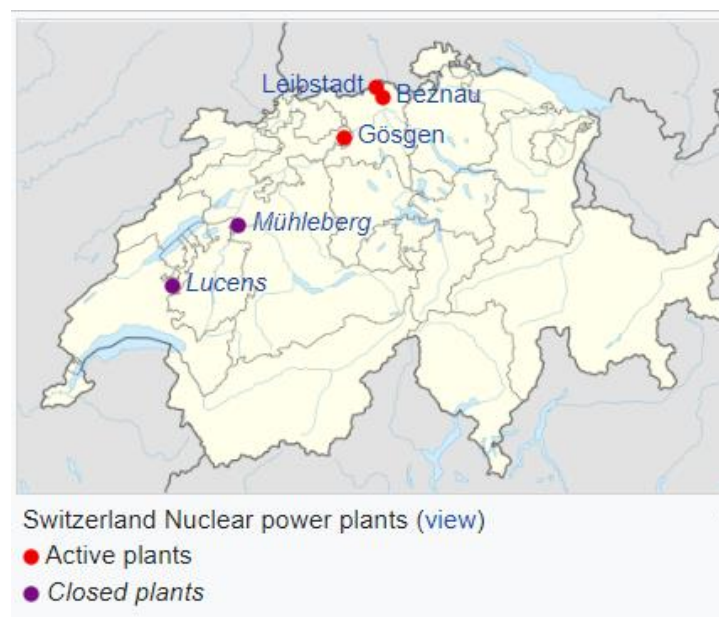 Leibstadt
Beznau
Gösgen
Mühleberg
Lucens
Switzerland Nuclear power plants (view)
Active plants
Closed plants